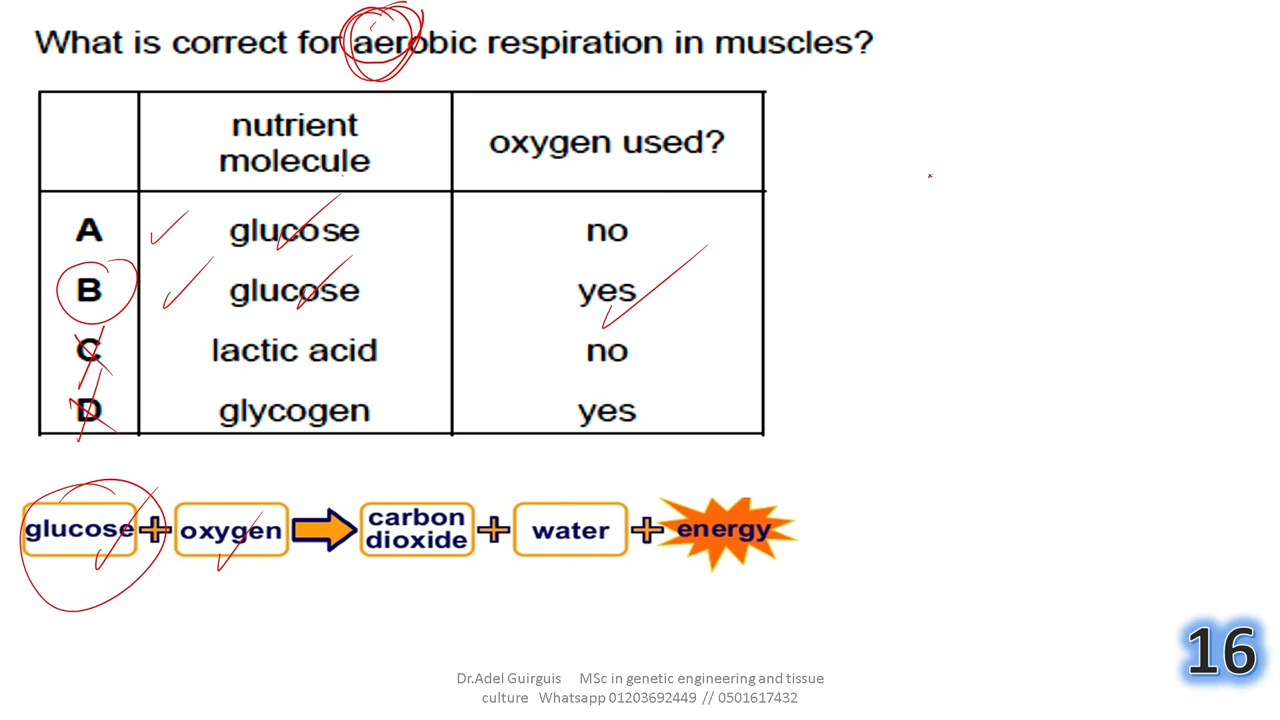 What is correct for aerobic respiration in muscles?
nutrient molecule oxygen used?
A glucose no
B glucose yes
C lactic acid no
D glycogen yes
glucose + oxygen carbon dioxide + water + energy
16
Dr.Adel Guirguis MSc in genetic engineering and tissue
culture Whatsapp 01203692449 // 0501617432